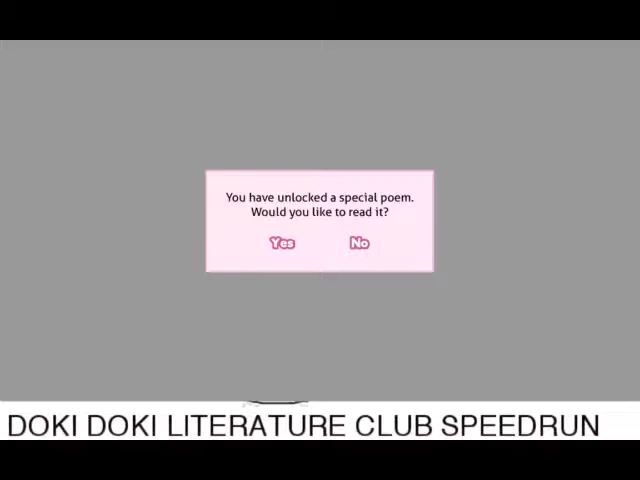 You have unlocked a special poem.
Would you like to read it?
Yes No
DOKI DOKI LITERATURE CLUB SPEEDRUN